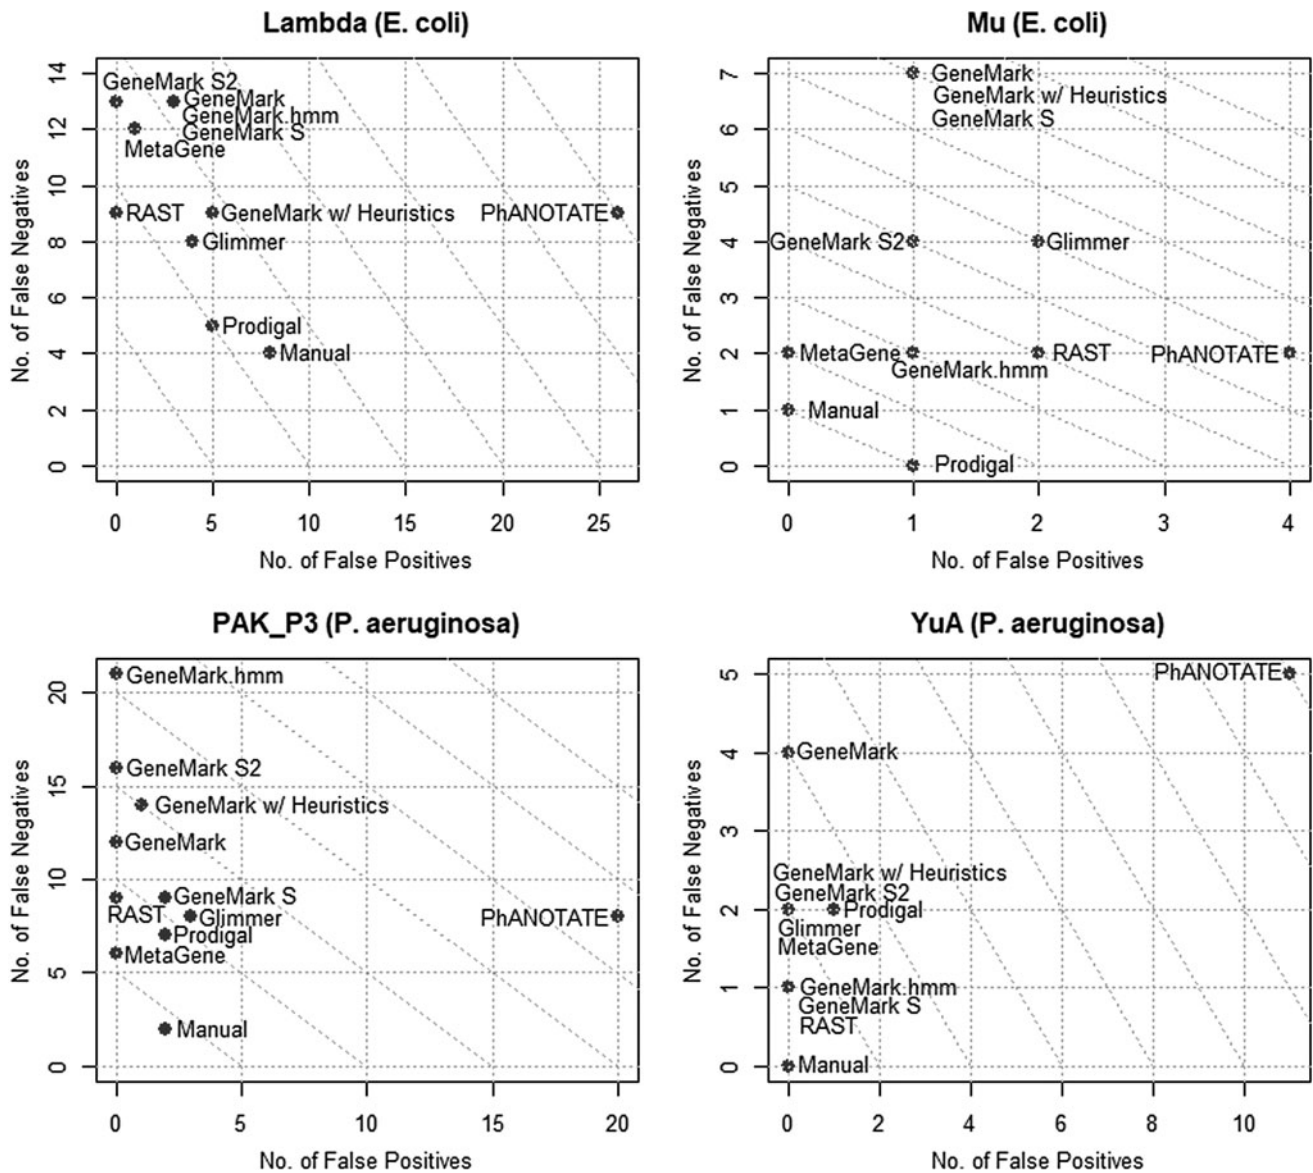 Lambda (E. coli)
No. of False Negatives
14
12
10
8
6
4
2
0
GeneMark S2
GeneMark
GeneMark.hmm
GeneMark S
MetaGene
RAST
GeneMark w/ Heuristics
PhANOTATE
Glimmer
Prodigal
Manual
0 5 10 15 20 25
No. of False Positives
Mu (E. coli)
No. of False Negatives
7
6
5
4
3
2
1
0
GeneMark
GeneMark w/ Heuristics
GeneMark S
GeneMark S2
Glimmer
MetaGene
RAST
PhANOTATE
GeneMark.hmm
Manual
Prodigal
0 1 2 3 4
No. of False Positives
PAK_P3 (P. aeruginosa)
No. of False Negatives
20
15
10
5
0
GeneMark.hmm
GeneMark S2
GeneMark w/ Heuristics
GeneMark
GeneMark S
RAST
Glimmer
PhANOTATE
Prodigal
MetaGene
Manual
0 5 10 15 20
No. of False Positives
YuA (P. aeruginosa)
No. of False Negatives
5
4
3
2
1
0
PhANOTATE
GeneMark
GeneMark w/ Heuristics
GeneMark S2
Prodigal
Glimmer
MetaGene
GeneMark.hmm
GeneMark S
RAST
Manual
0 2 4 6 8 10
No. of False Positives